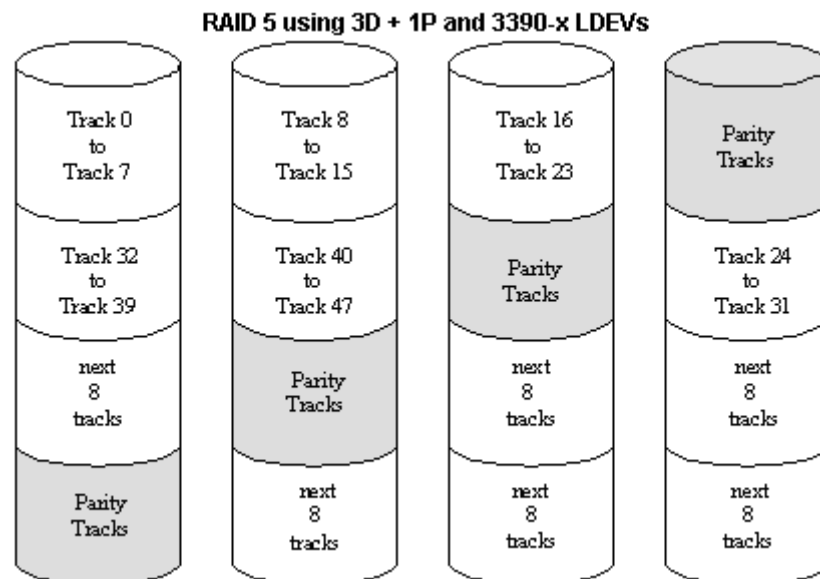 RAID 5 using 3D + 1P and 3390-x LDEVs
Track 0
to
Track 7
Track 8
to
Track 15
Track 16
to
Track 23
Parity
Tracks
Track 32
to
Track 39
Track 40
to
Track 47
Parity
Tracks
Track 24
to
Track 31
next
8
tracks
Parity
Tracks
next
8
tracks
next
8
tracks
Parity
Tracks
next
8
tracks
next
8
tracks
next
8
tracks